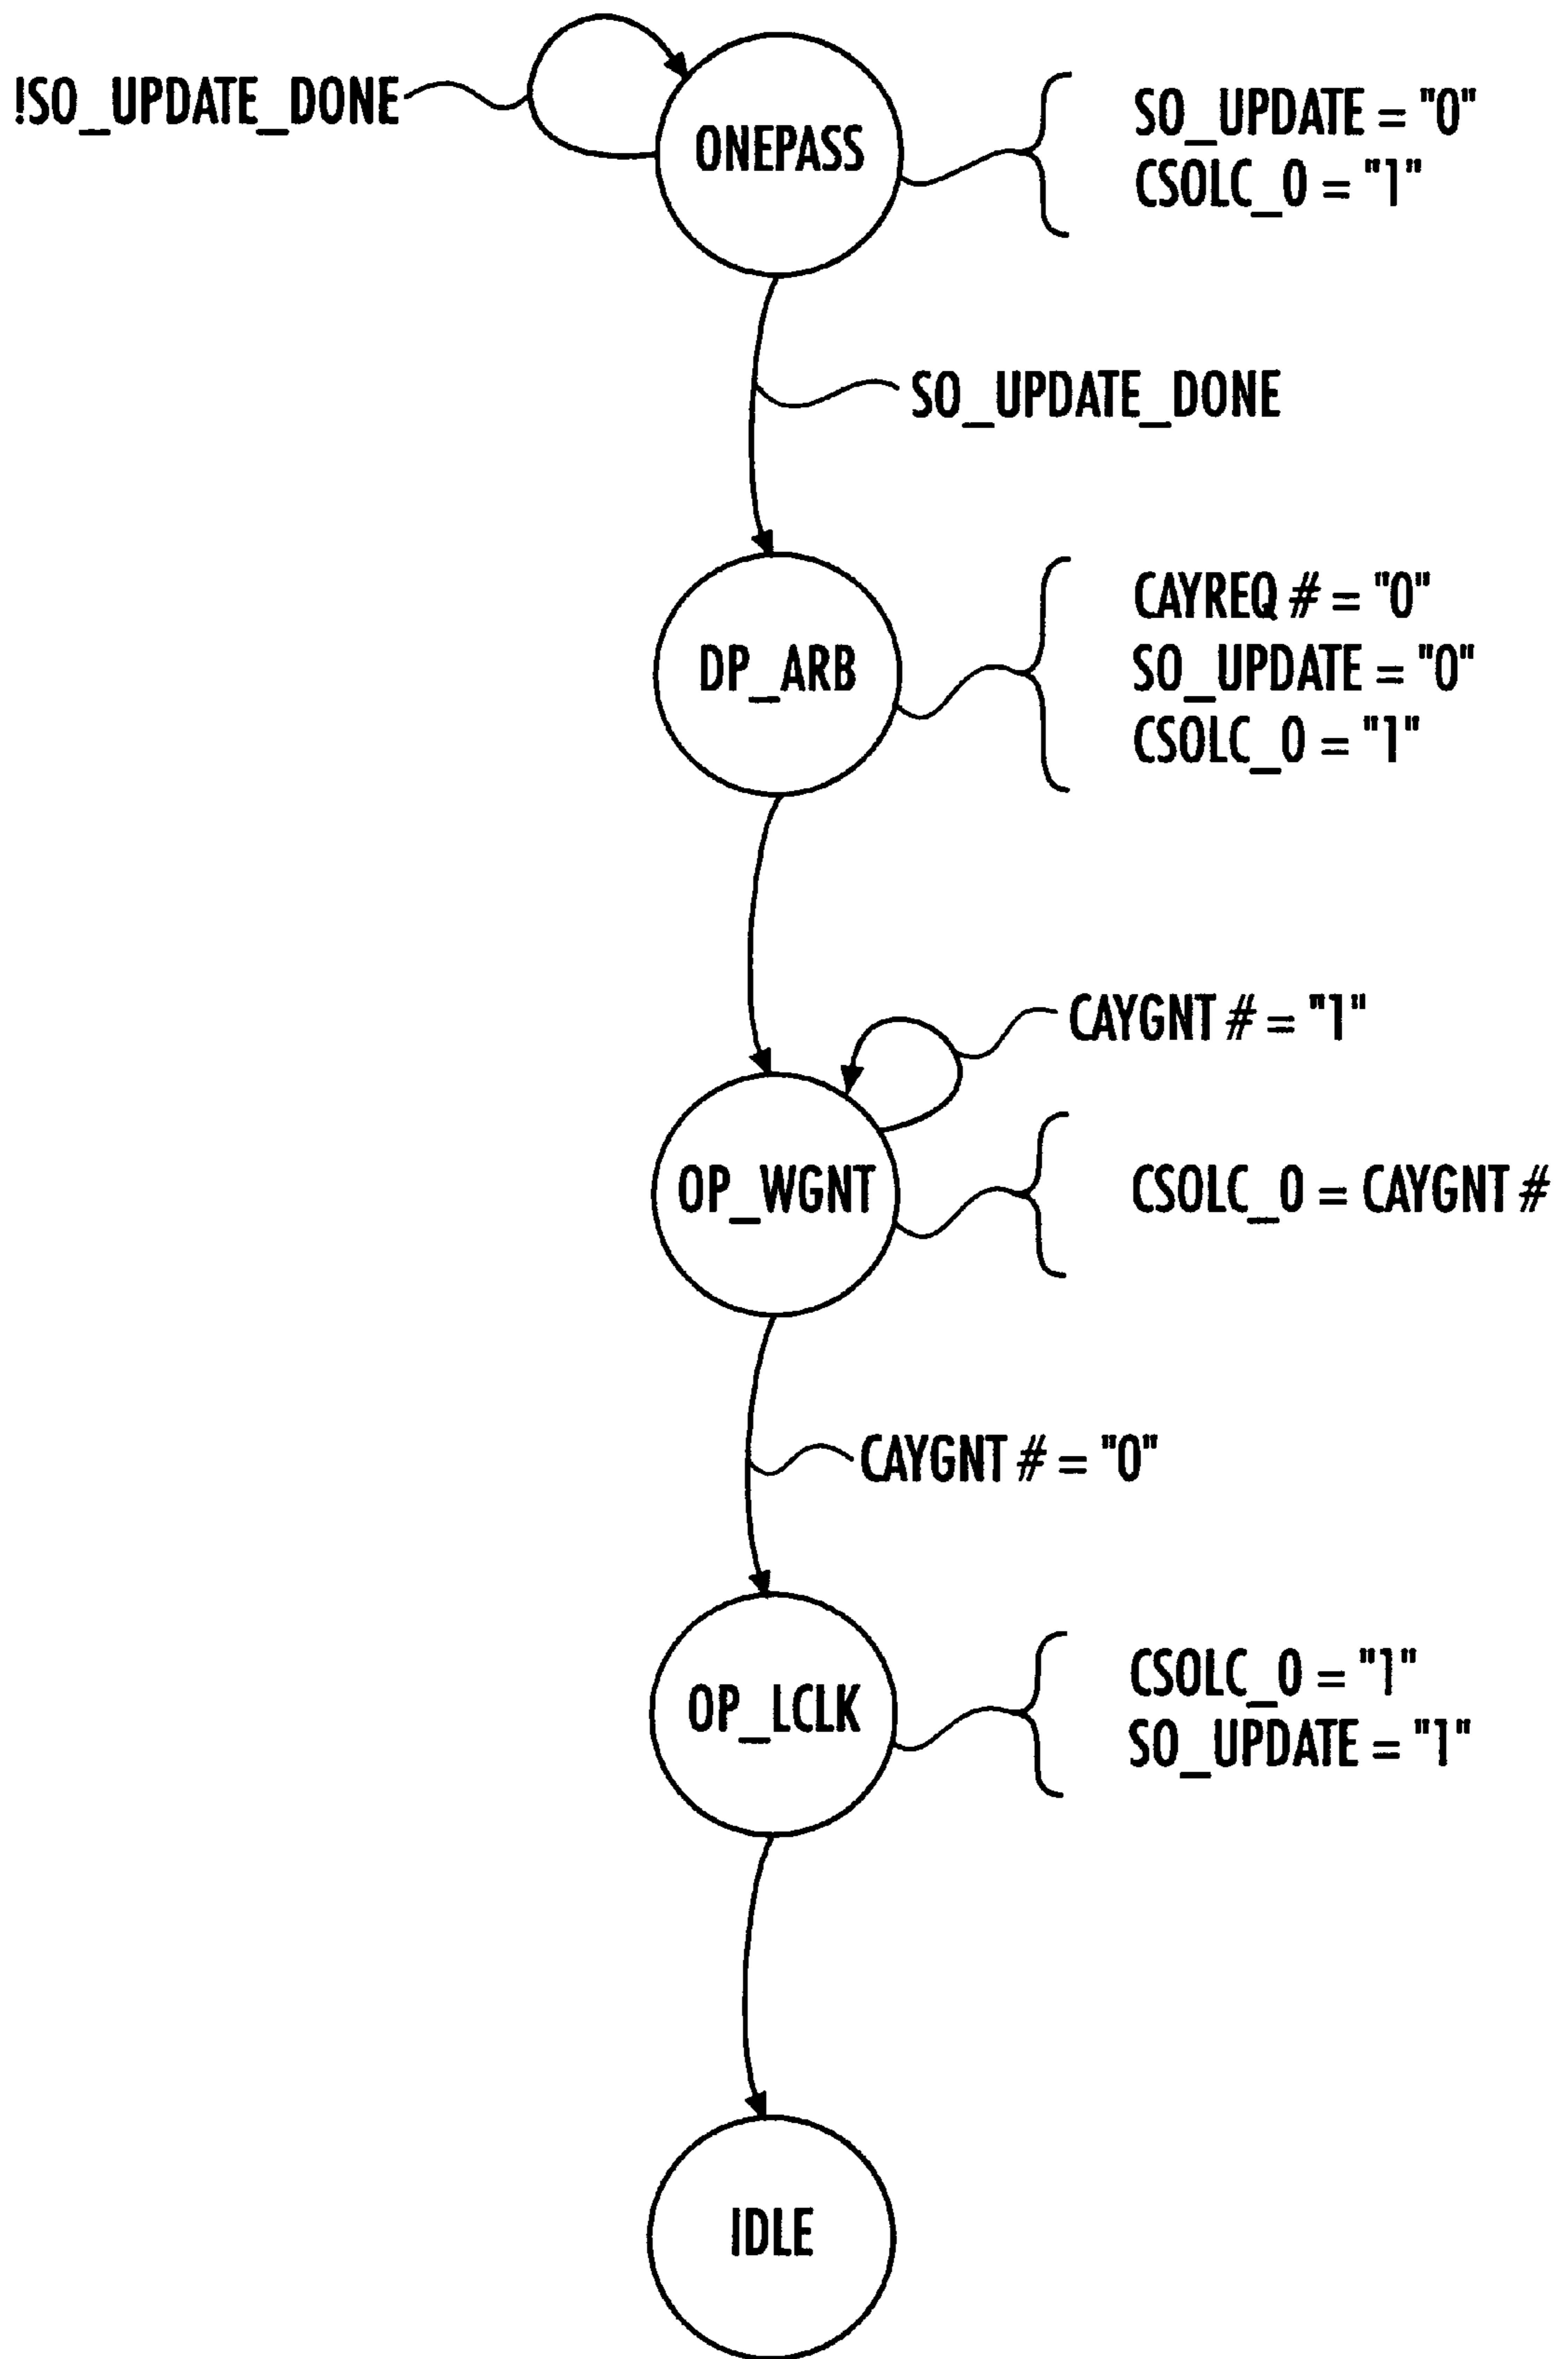 !SO_UPDATE_DONE
ONEPASS
SO_UPDATE = "0"
CSOLC_0 = "1"
SO_UPDATE_DONE
DP_ARB
CAYREQ # = "0"
SO_UPDATE = "0"
CSOLC_0 = "1"
CAYGNT # = "1"
OP_WGNT
CSOLC_0 = CAYGNT #
CAYGNT # = "0"
OP_LCLK
CSOLC_0 = "1"
SO_UPDATE = "1"
IDLE